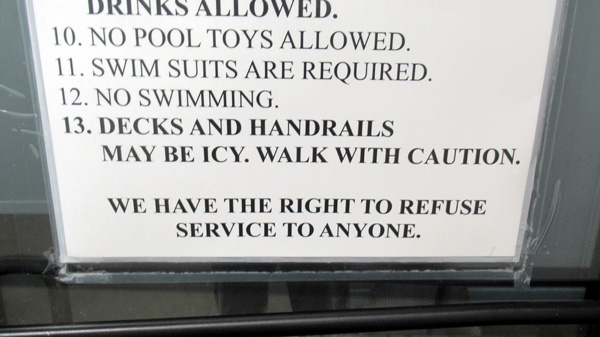 DRINKS ALLOWED.
10. NO POOL TOYS ALLOWED.
11. SWIM SUITS ARE REQUIRED.
12. NO SWIMMING.
13. DECKS AND HANDRAILS
MAY BE ICY. WALK WITH CAUTION.
WE HAVE THE RIGHT TO REFUSE
SERVICE TO ANYONE.